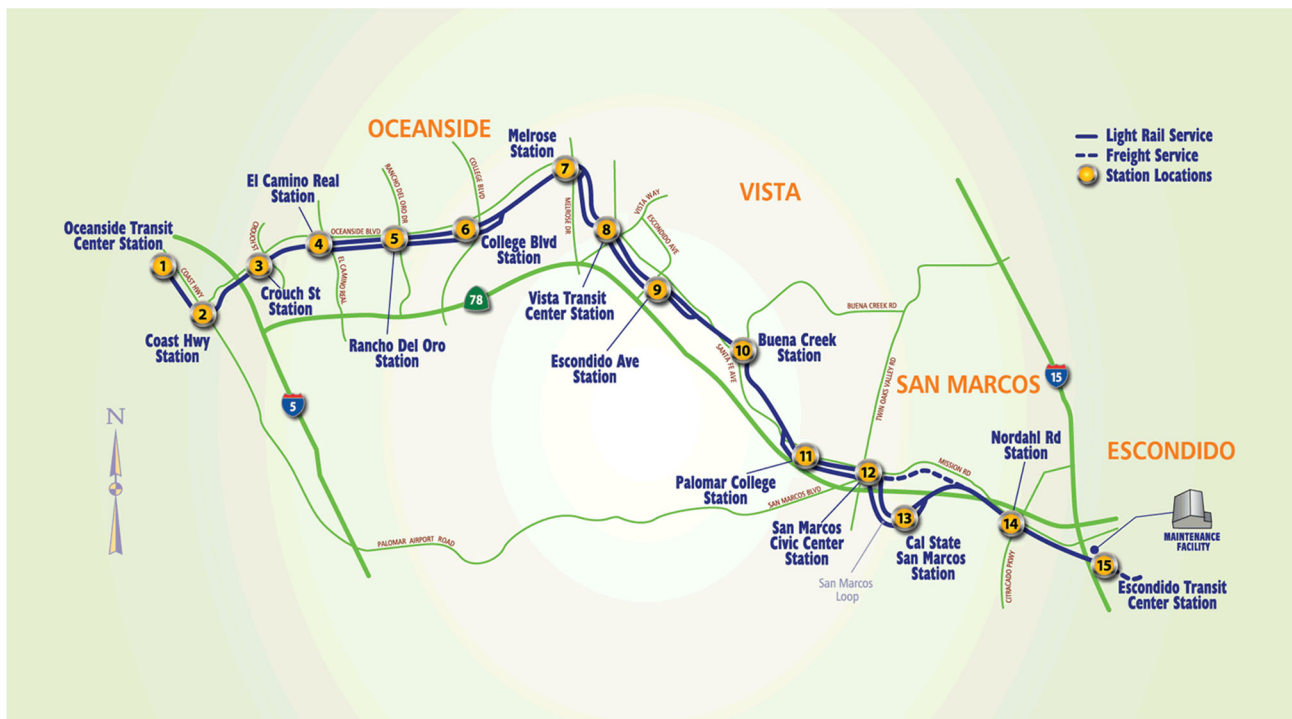 OCEANSIDE
Melrose
Station
Light Rail Service
Freight Service
Station Locations
El Camino Real
Station
RANCHO DEL ORO DR
COLLEGE BLVD
7
VISTA
VISTA WAY
Oceanside Transit
Center Station
CROUCH ST
OCEANSIDE BLVD
MELROSE DR
ESCONDIDO AVE
4
5
6
8
College Blvd
Station
1
COAST HWY
3
EL CAMINO REAL
Crouch St
Station
78
Vista Transit
Center Station
9
BUENA CREEK RD
2
Coast Hwy
Station
Rancho Del Oro
Station
Escondido Ave
Station
10
Buena Creek
Station
SANTA FE AVE
TWIN OAKS VALLEY RD
SAN MARCOS
15
5
N
Nordahl Rd
Station
ESCONDIDO
11
12
MISSION RD
Palomar College
Station
SAN MARCOS BLVD
San Marcos
Civic Center
Station
13
14
Cal State
San Marcos
Station
MAINTENANCE
FACILITY
PALOMAR AIRPORT ROAD
San Marcos
Loop
CITRACADO PKWY
15
Escondido Transit
Center Station